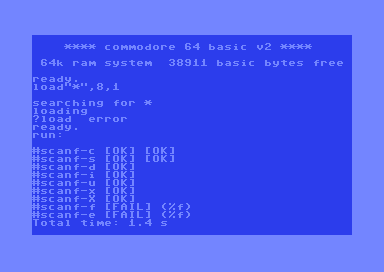 **** commodore 64 basic v2 ****
64k ram system  38911 basic bytes free
ready.
load"*",8,1
searching for *
loading
?load  error
ready.
run:
#scanf-c [OK] [OK]
#scanf-s [OK] [OK]
#scanf-d [OK]
#scanf-i [OK]
#scanf-u [OK]
#scanf-x [OK]
#scanf-X [OK]
#scanf-f [FAIL] (%f)
#scanf-e [FAIL] (%f)
Total time: 1.4 s